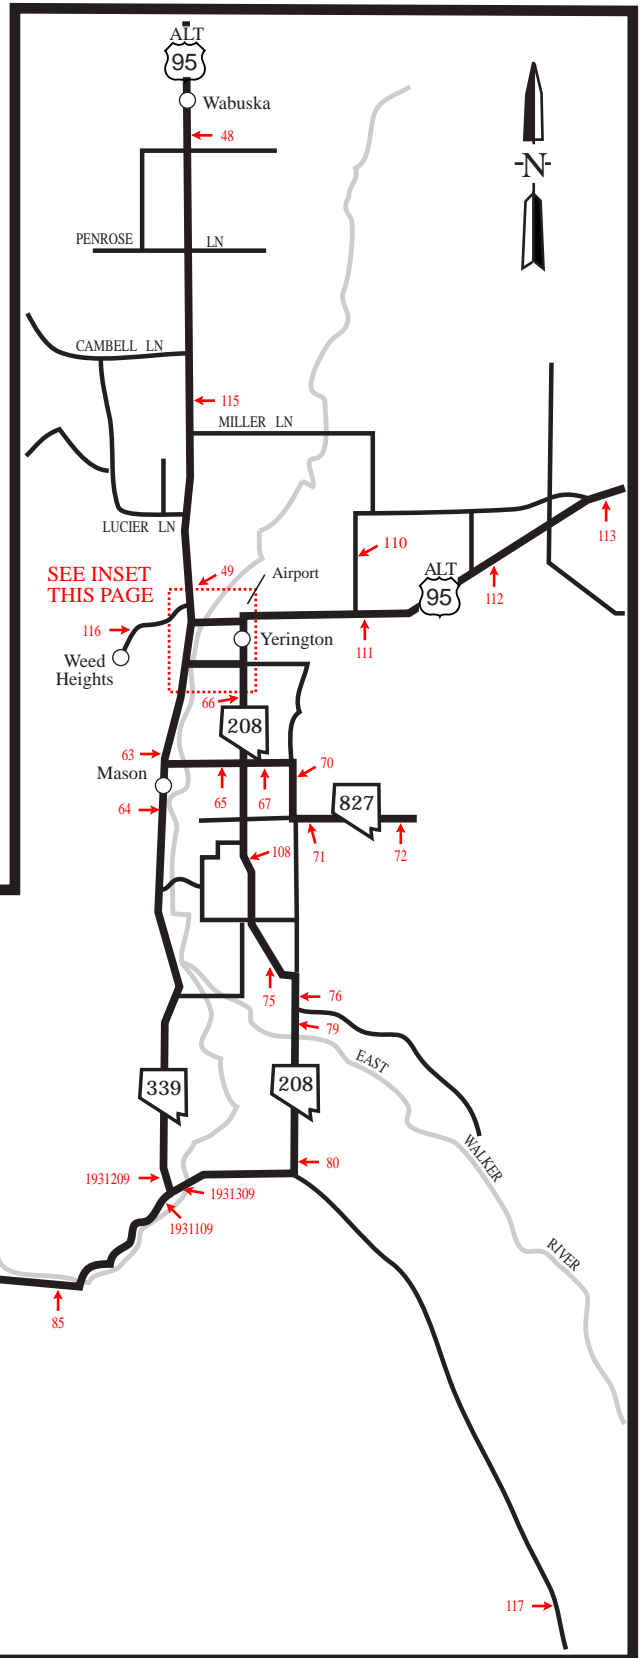 ALT
95
Wabuska
48
-N-
PENROSE LN
CAMBELL LN
115
MILLER LN
LUCIER LN
113
110
SEE INSET
THIS PAGE
49
Airport
ALT
95
112
116
Yerington
111
Weed
Heights
66
208
63
70
Mason
65
67
827
64
71
72
108
75
76
79
EAST
339
208
WALKER
80
1931209
1931309
1931109
RIVER
85
117